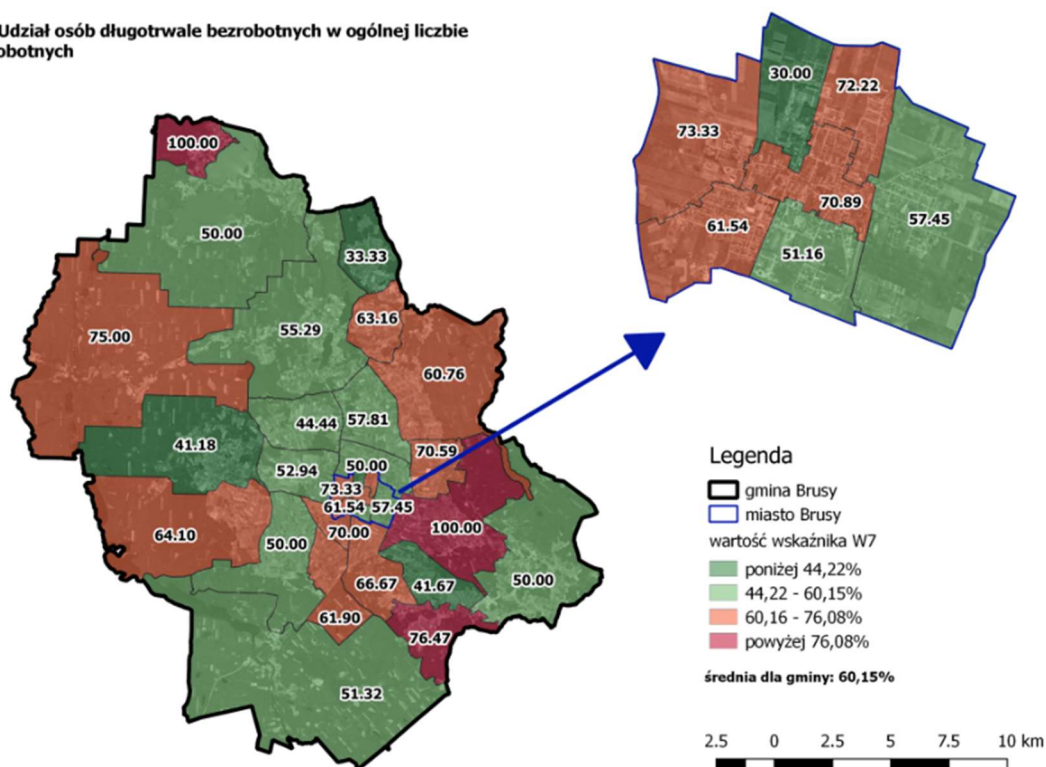 Udział osób długotrwale bezrobotnych w ogólnej liczbie
obotnych
100.00
50.00
33.33
63.16
55.29
75.00
60.76
44.44
57.81
41.18
70.59
52.94
50.00
73.33
61.54
57.45
64.10
70.00
100.00
50.00
66.67
41.67
50.00
61.90
76.47
51.32
30.00
72.22
73.33
70.89
61.54
57.45
51.16
Legenda
gmina Brusy
miasto Brusy
wartość wskaźnika W7
poniżej 44,22%
44,22 - 60,15%
60,16 - 76,08%
powyżej 76,08%
średnia dla gminy: 60,15%
2.5 0 2.5 5 7.5 10 km